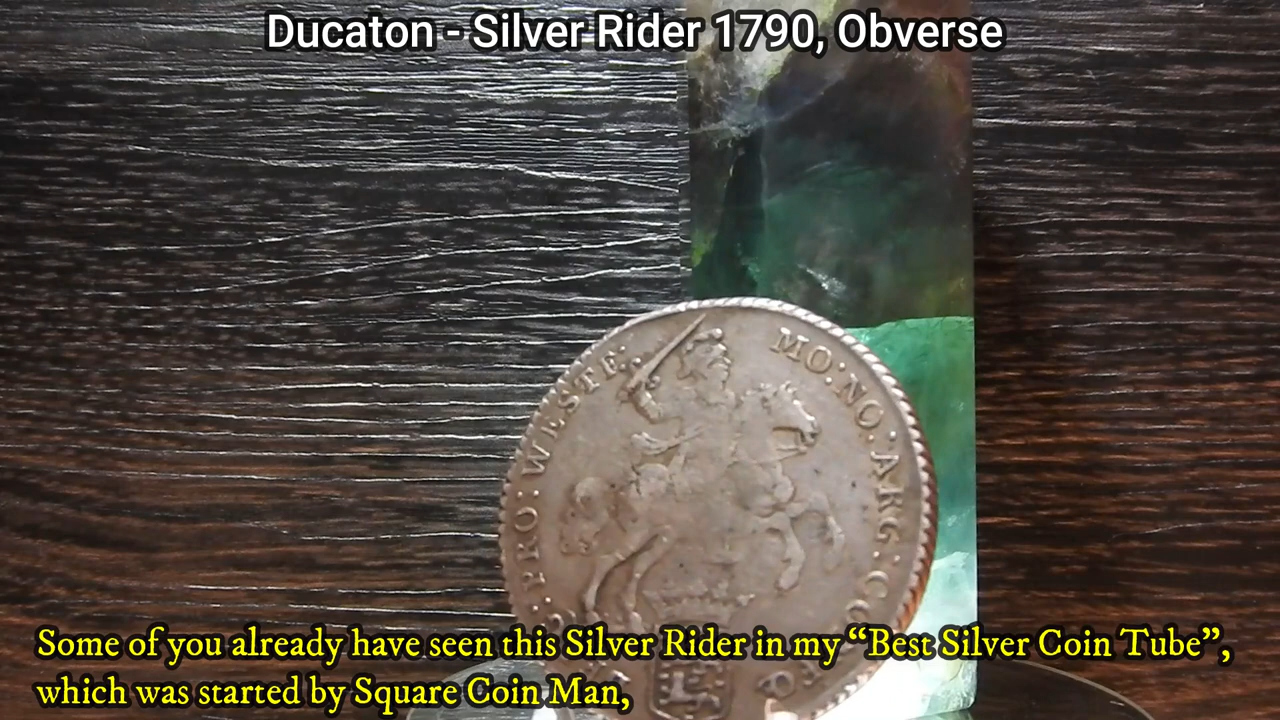 Ducaton - Silver Rider 1790, Obverse
MO:NO:ARG:
PRO:WESTF:
Some of you already have seen this Silver Rider in my “Best Silver Coin Tube”,
which was started by Square Coin Man,